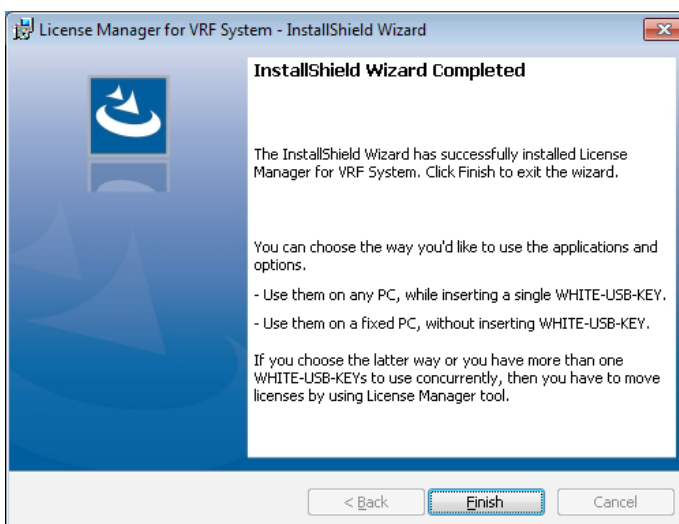 License Manager for VRF System - InstallShield Wizard
InstallShield Wizard Completed
The InstallShield Wizard has successfully installed License
Manager for VRF System. Click Finish to exit the wizard.
You can choose the way you'd like to use the applications and
options.
- Use them on any PC, while inserting a single WHITE-USB-KEY.
- Use them on a fixed PC, without inserting WHITE-USB-KEY.
If you choose the latter way or you have more than one
WHITE-USB-KEYs to use concurrently, then you have to move
licenses by using License Manager tool.
< Back
Finish
Cancel